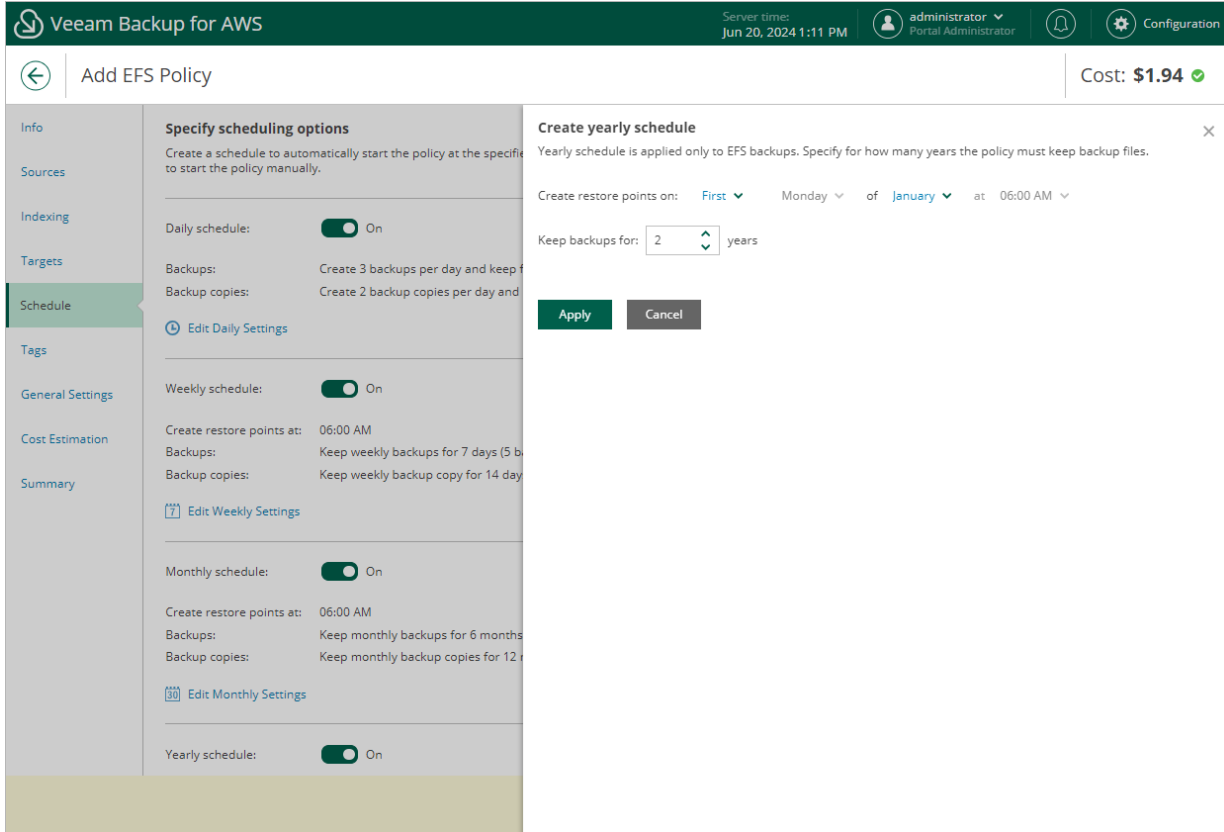 Veeam Backup for AWS
Server time:
Jun 20, 2024 1:11 PM
administrator
Portal Administrator
Configuration
Add EFS Policy
Cost: $1.94
Info
Sources
Indexing
Targets
Schedule
Tags
General Settings
Cost Estimation
Summary
Specify scheduling options
Create a schedule to automatically start the policy at the specifie
to start the policy manually.
Daily schedule: On
Backups: Create 3 backups per day and keep f
Backup copies: Create 2 backup copies per day and
Edit Daily Settings
Weekly schedule: On
Create restore points at: 06:00 AM
Backups: Keep weekly backups for 7 days (5 b
Backup copies: Keep weekly backup copy for 14 day
7 Edit Weekly Settings
Monthly schedule: On
Create restore points at: 06:00 AM
Backups: Keep monthly backups for 6 months
Backup copies: Keep monthly backup copies for 12
30 Edit Monthly Settings
Yearly schedule: On
Create yearly schedule
Yearly schedule is applied only to EFS backups. Specify for how many years the policy must keep backup files.
Create restore points on: First Monday of January at 06:00 AM
Keep backups for: 2 years
Apply Cancel